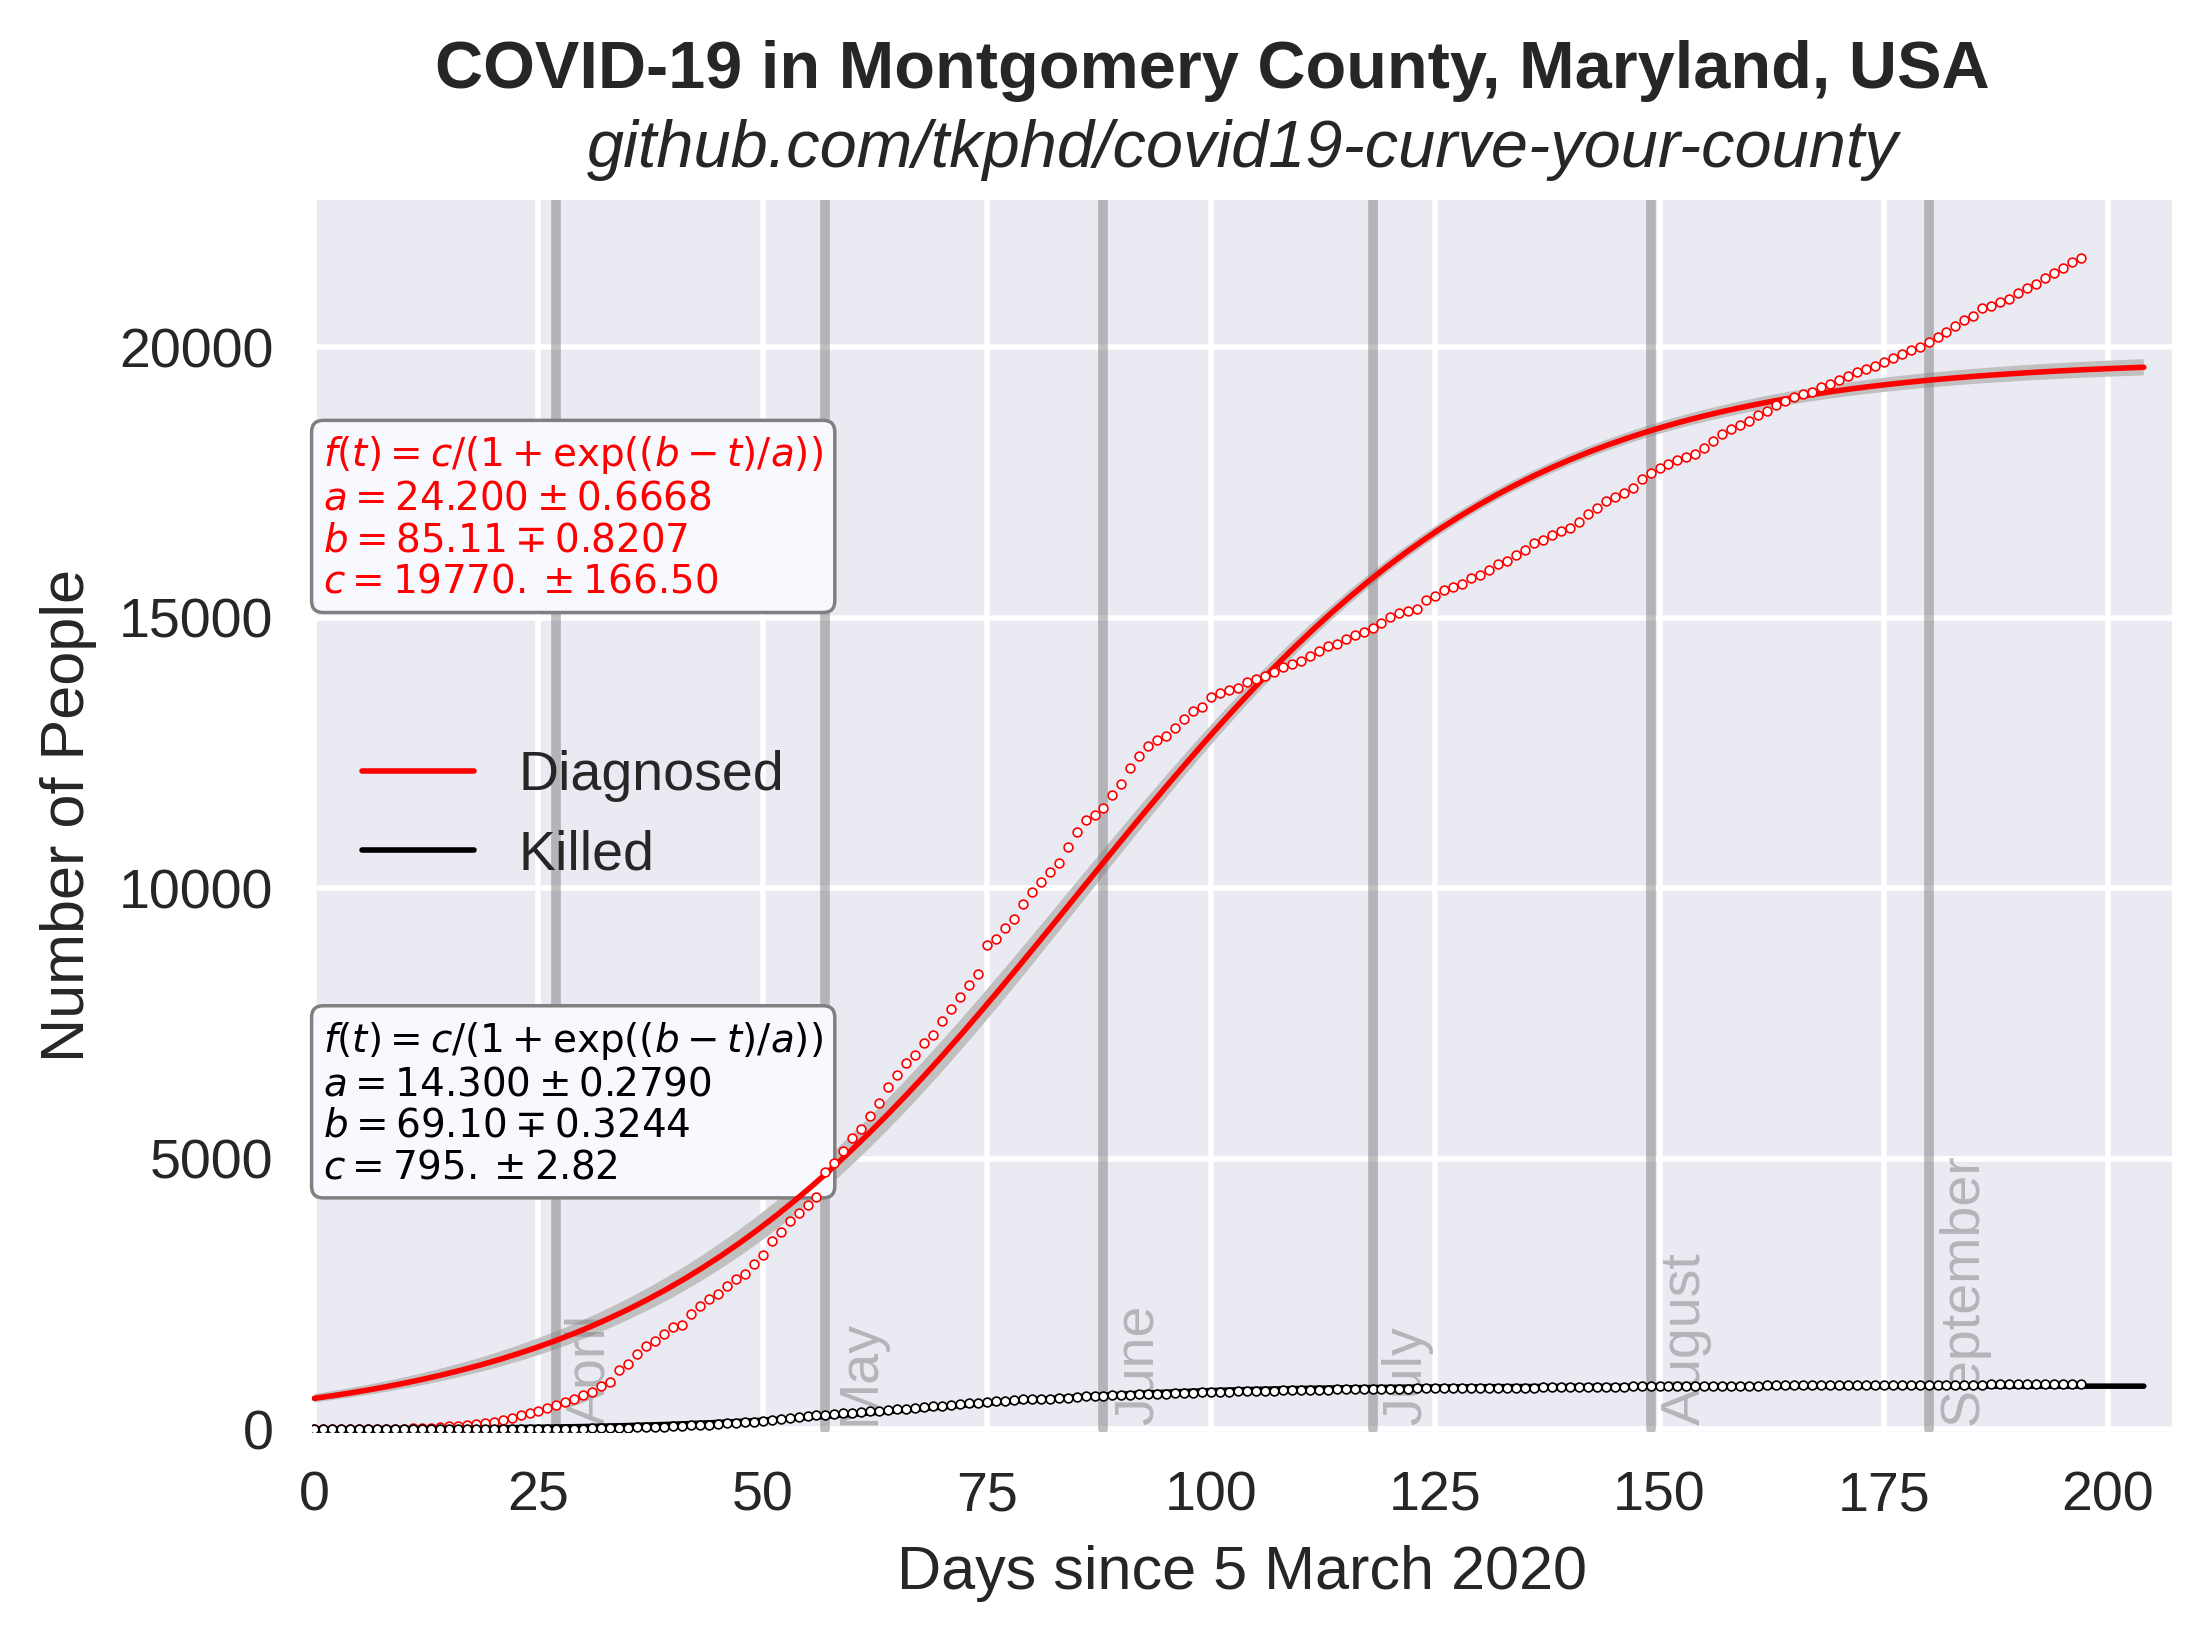 COVID-19 in Montgomery County, Maryland, USA
github.com/tkphd/covid19-curve-your-county
Number of People
20000
15000
10000
5000
0
f(t) = c/(1 + exp((b − t)/a))
a = 24.200 ± 0.6668
b = 85.11 ∓ 0.8207
c = 19770. ± 166.50
Diagnosed
Killed
f(t) = c/(1 + exp((b − t)/a))
a = 14.300 ± 0.2790
b = 69.10 ∓ 0.3244
c = 795. ± 2.82
April
May
June
July
August
September
0 25 50 75 100 125 150 175 200
Days since 5 March 2020